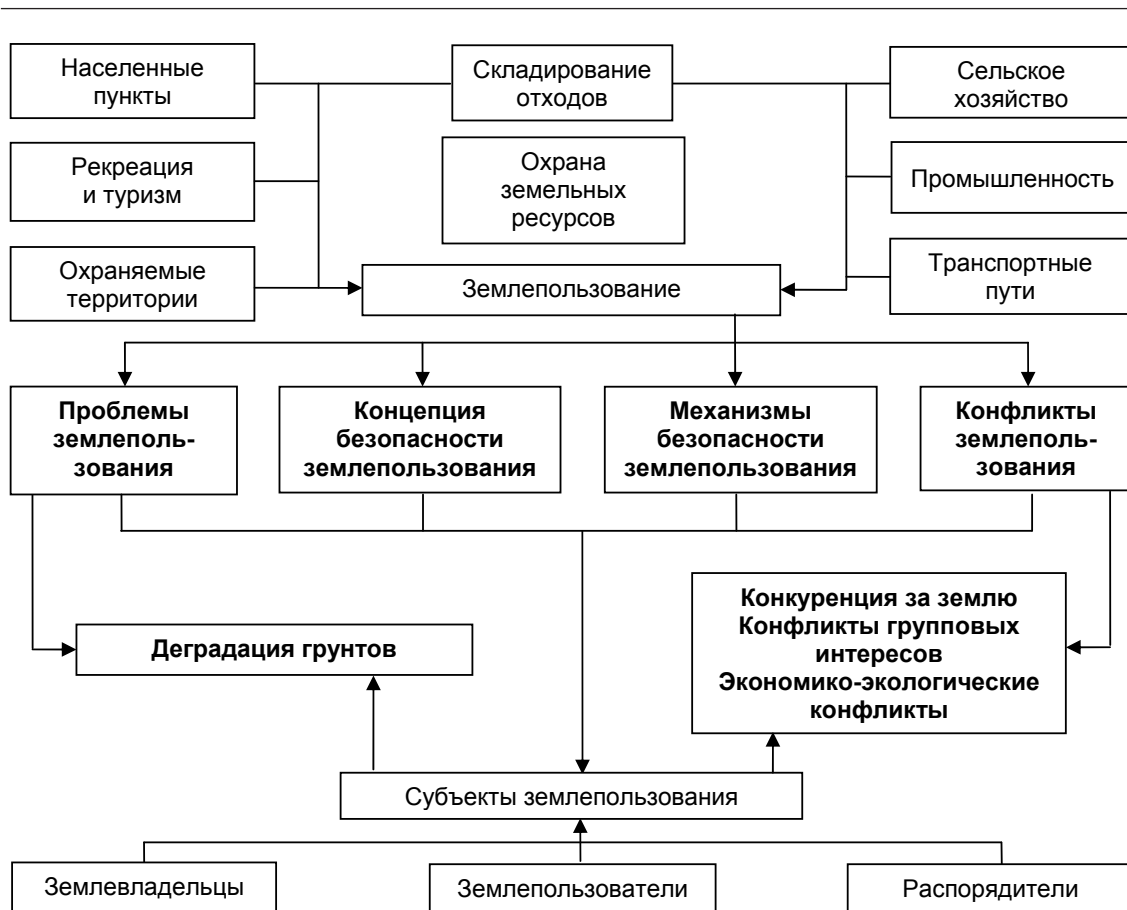 Населенные
пункты
Складирование
отходов
Сельское
хозяйство
Рекреация
и туризм
Охрана
земельных
ресурсов
Промышленность
Охраняемые
территории
Землепользование
Транспортные
пути
Проблемы
землеполь-
зования
Концепция
безопасности
землепользования
Механизмы
безопасности
землепользования
Конфликты
землеполь-
зования
Деградация грунтов
Конкуренция за землю
Конфликты групповых
интересов
Экономико-экологические
конфликты
Субъекты землепользования
Землевладельцы
Землепользователи
Распорядители